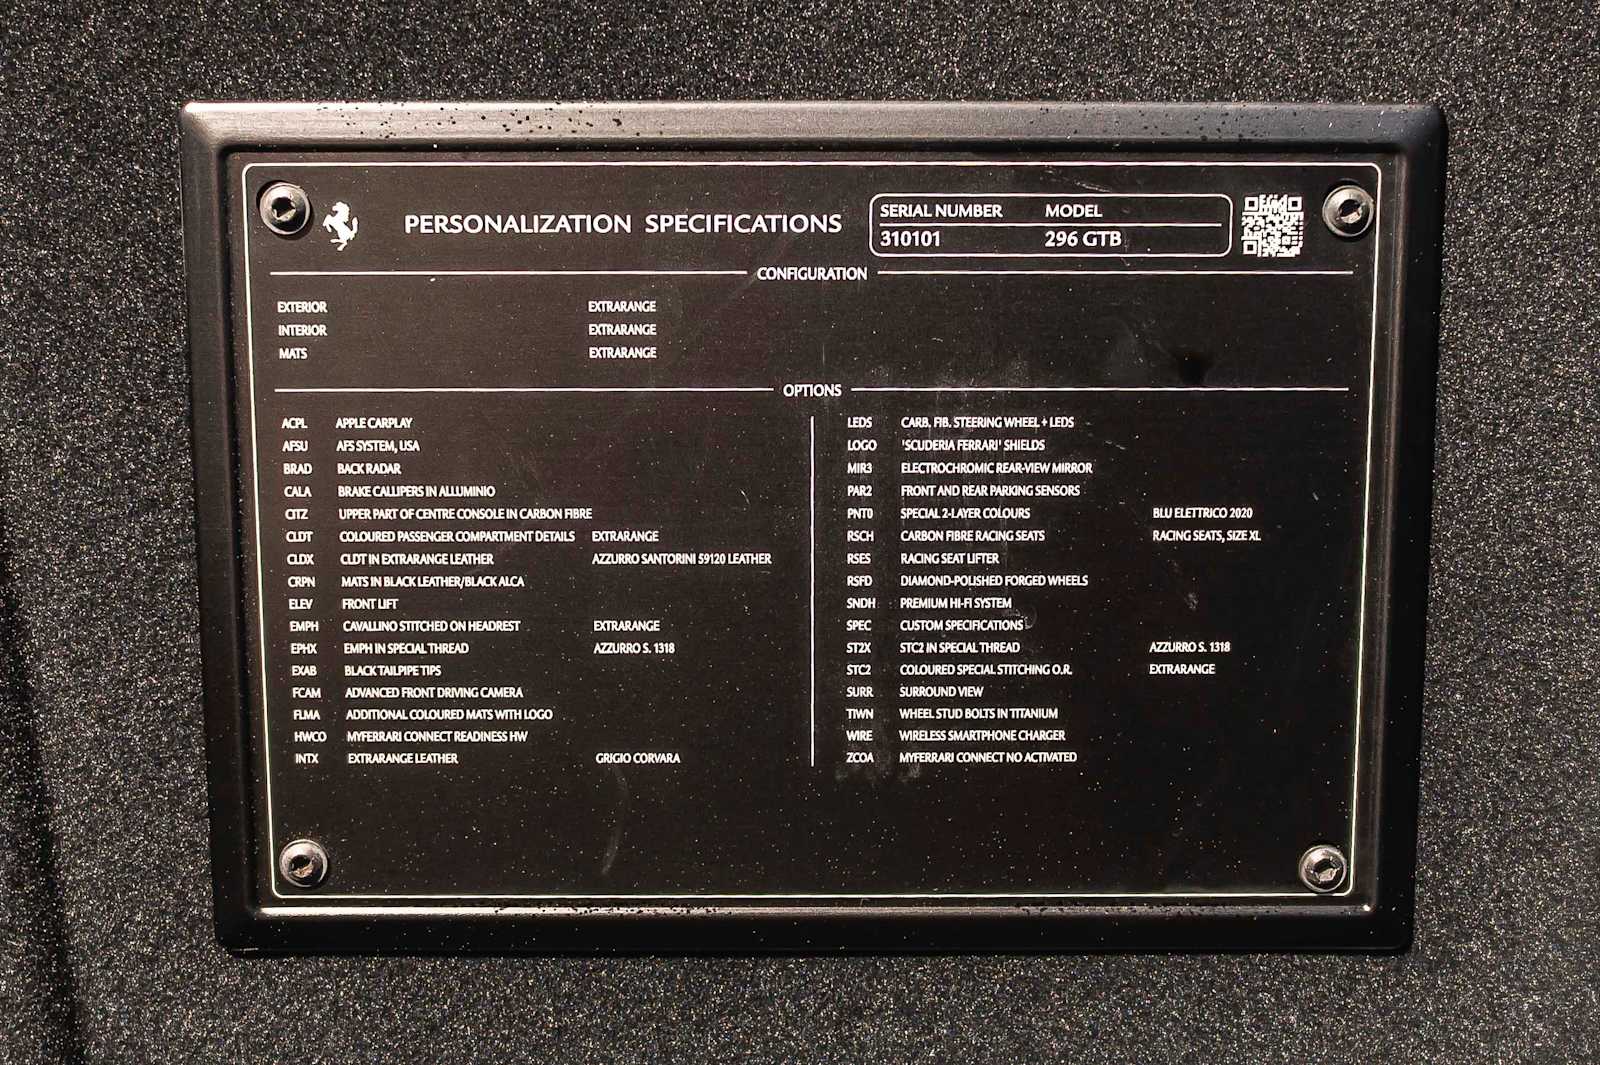 PERSONALIZATION SPECIFICATIONS
SERIAL NUMBER MODEL
310101 296 GTB
CONFIGURATION
EXTERIOR EXTRARANGE
INTERIOR EXTRARANGE
MATS EXTRARANGE
OPTIONS
ACPL APPLE CARPLAY
AFSU AFS SYSTEM, USA
BRAD BACK RADAR
CALA BRAKE CALLIPERS IN ALLUMINIO
CITZ UPPER PART OF CENTRE CONSOLE IN CARBON FIBRE
CLDT COLOURED PASSENGER COMPARTMENT DETAILS EXTRARANGE
CLDX CLDT IN EXTRARANGE LEATHER AZZURRO SANTORINI 59120 LEATHER
CRPN MATS IN BLACK LEATHER/BLACK ALCA
ELEV FRONT LIFT
EMPH CAVALLINO STITCHED ON HEADREST EXTRARANGE
EPHX EMPH IN SPECIAL THREAD AZZURRO S. 1318
EXAB BLACK TAILPIPE TIPS
FCAM ADVANCED FRONT DRIVING CAMERA
FLMA ADDITIONAL COLOURED MATS WITH LOGO
HWCO MYFERRARI CONNECT READINESS HW
INTX EXTRARANGE LEATHER GRIGIO CORVARA
LEDS CARB. FIB. STEERING WHEEL + LEDS
LOGO 'SCUDERIA FERRARI' SHIELDS
MIR3 ELECTROCHROMIC REAR-VIEW MIRROR
PAR2 FRONT AND REAR PARKING SENSORS
PNT0 SPECIAL 2-LAYER COLOURS BLU ELETTRICO 2020
RSCH CARBON FIBRE RACING SEATS RACING SEATS, SIZE XL
RSES RACING SEAT LIFTER
RSFD DIAMOND-POLISHED FORGED WHEELS
SNDH PREMIUM HI-FI SYSTEM
SPEC CUSTOM SPECIFICATIONS
ST2X STC2 IN SPECIAL THREAD AZZURRO S. 1318
STC2 COLOURED SPECIAL STITCHING O.R. EXTRARANGE
SURR SURROUND VIEW
TIWN WHEEL STUD BOLTS IN TITANIUM
WIRE WIRELESS SMARTPHONE CHARGER
ZCOA MYFERRARI CONNECT NO ACTIVATED